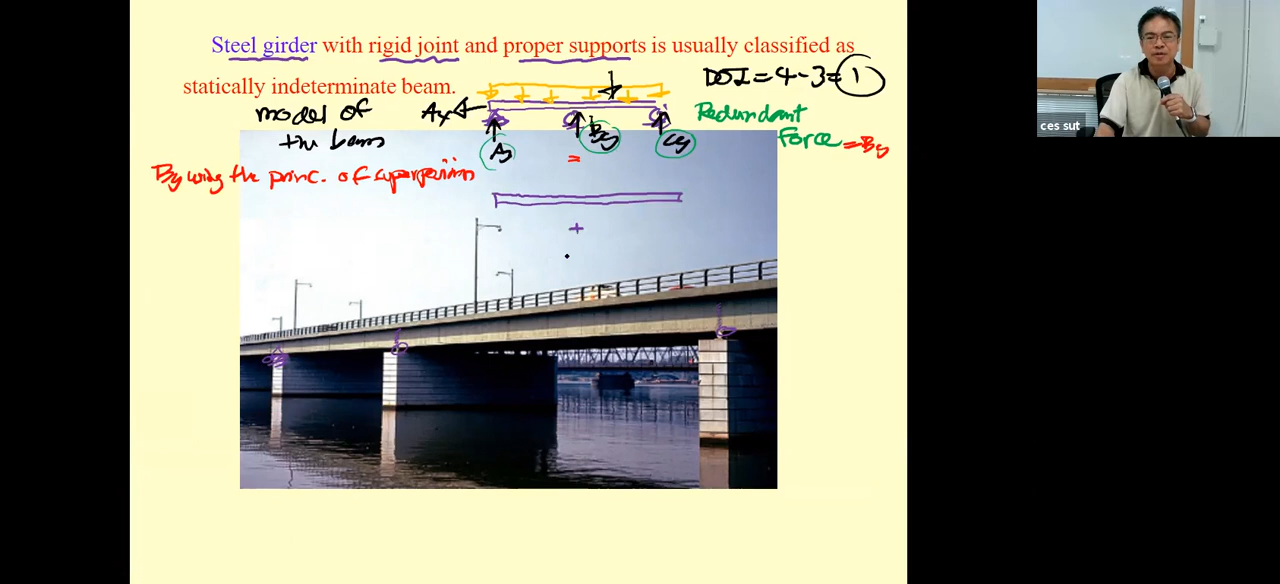 Steel girder with rigid joint and proper supports is usually classified as
statically indeterminate beam.
DOI = 4 - 3 = 1
model of
the beam
Ax
Ay
By
Cy
Redundant
Force = By
=
By using the princ. of superposition
+
ces sut